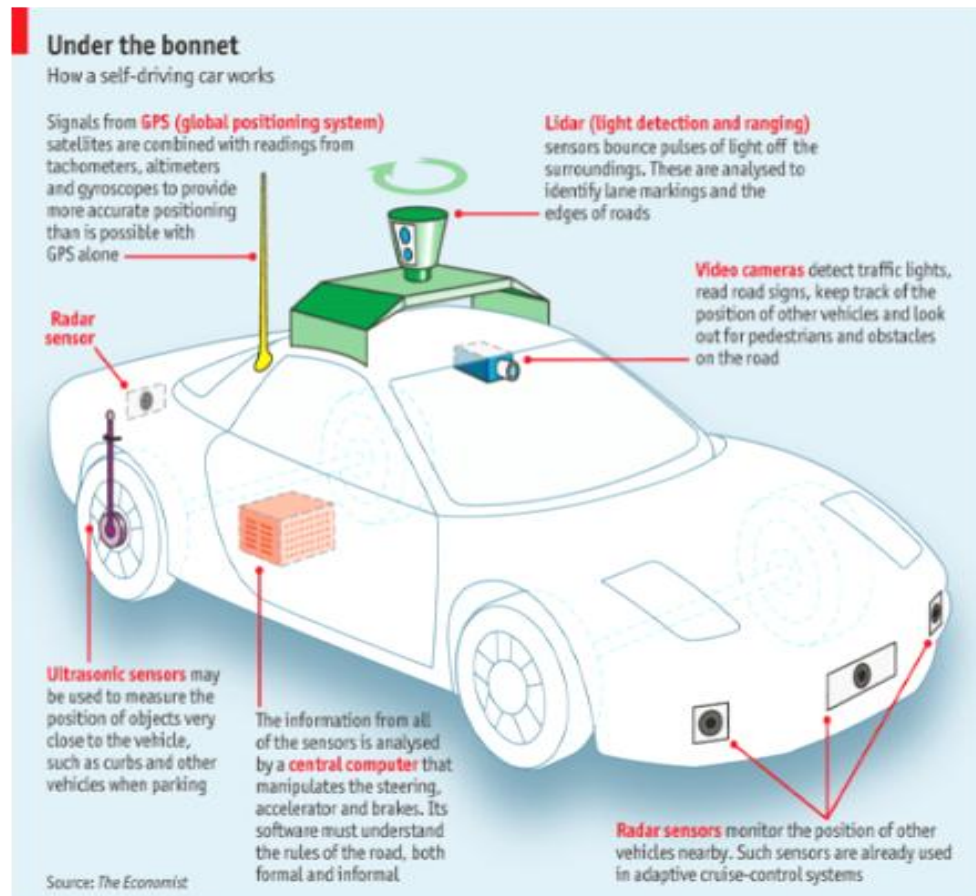 Under the bonnet
How a self-driving car works
Signals from GPS (global positioning system)
satellites are combined with readings from
tachometers, altimeters
and gyroscopes to provide
more accurate positioning
than is possible with
GPS alone
Lidar (light detection and ranging)
sensors bounce pulses of light off the
surroundings. These are analysed to
identify lane markings and the
edges of roads
Video cameras detect traffic lights,
read road signs, keep track of the
position of other vehicles and look
out for pedestrians and obstacles
on the road
Radar
sensor
Ultrasonic sensors may
be used to measure the
position of objects very
close to the vehicle,
such as curbs and other
vehicles when parking
The information from all
of the sensors is analysed
by a central computer that
manipulates the steering,
accelerator and brakes. Its
software must understand
the rules of the road, both
formal and informal
Radar sensors monitor the position of other
vehicles nearby. Such sensors are already used
in adaptive cruise-control systems
Source: The Economist